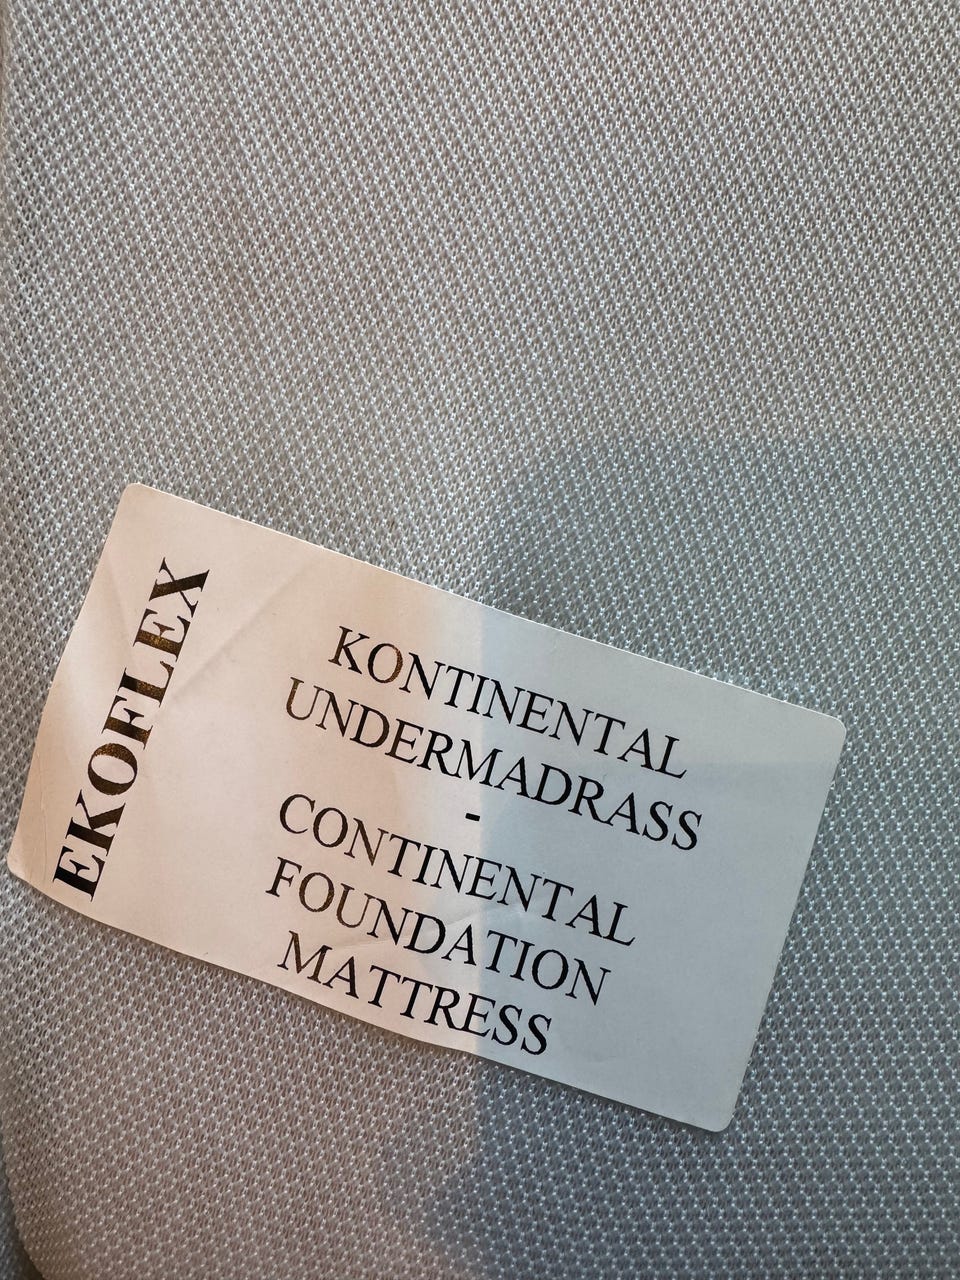 EKOFLEX
KONTINENTAL
UNDERMADRASS
-
CONTINENTAL
FOUNDATION
MATTRESS